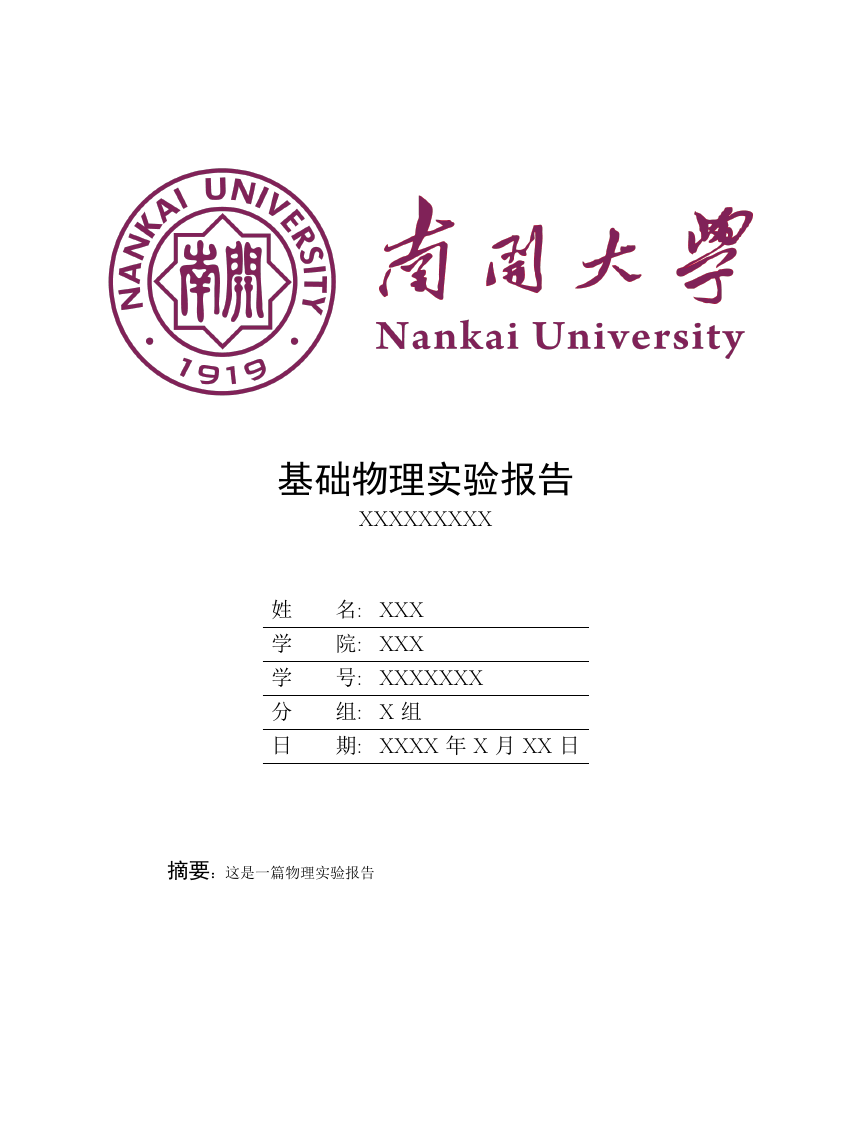 NANKAI UNIVERSITY
南開
1919
南開大學
Nankai University
基础物理实验报告
XXXXXXXXX
姓 名: XXX
学 院: XXX
学 号: XXXXXXX
分 组: X 组
日 期: XXXX 年 X 月 XX 日
摘要：这是一篇物理实验报告